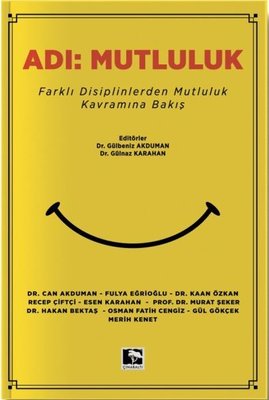 ADI: MUTLULUK
Farklı Disiplinlerden Mutluluk
Kavramına Bakış
Editörler
Dr. Gülbeniz AKDUMAN
Dr. Gülnaz KARAHAN
DR. CAN AKDUMAN - FULYA EĞRİOĞLU - DR. KAAN ÖZKAN
RECEP ÇİFTÇİ - ESEN KARAHAN - PROF. DR. MURAT ŞEKER
DR. HAKAN BEKTAŞ - OSMAN FATİH CENGİZ - GÜL GÖKÇEK
MERİH KENET
ÇINARALTI